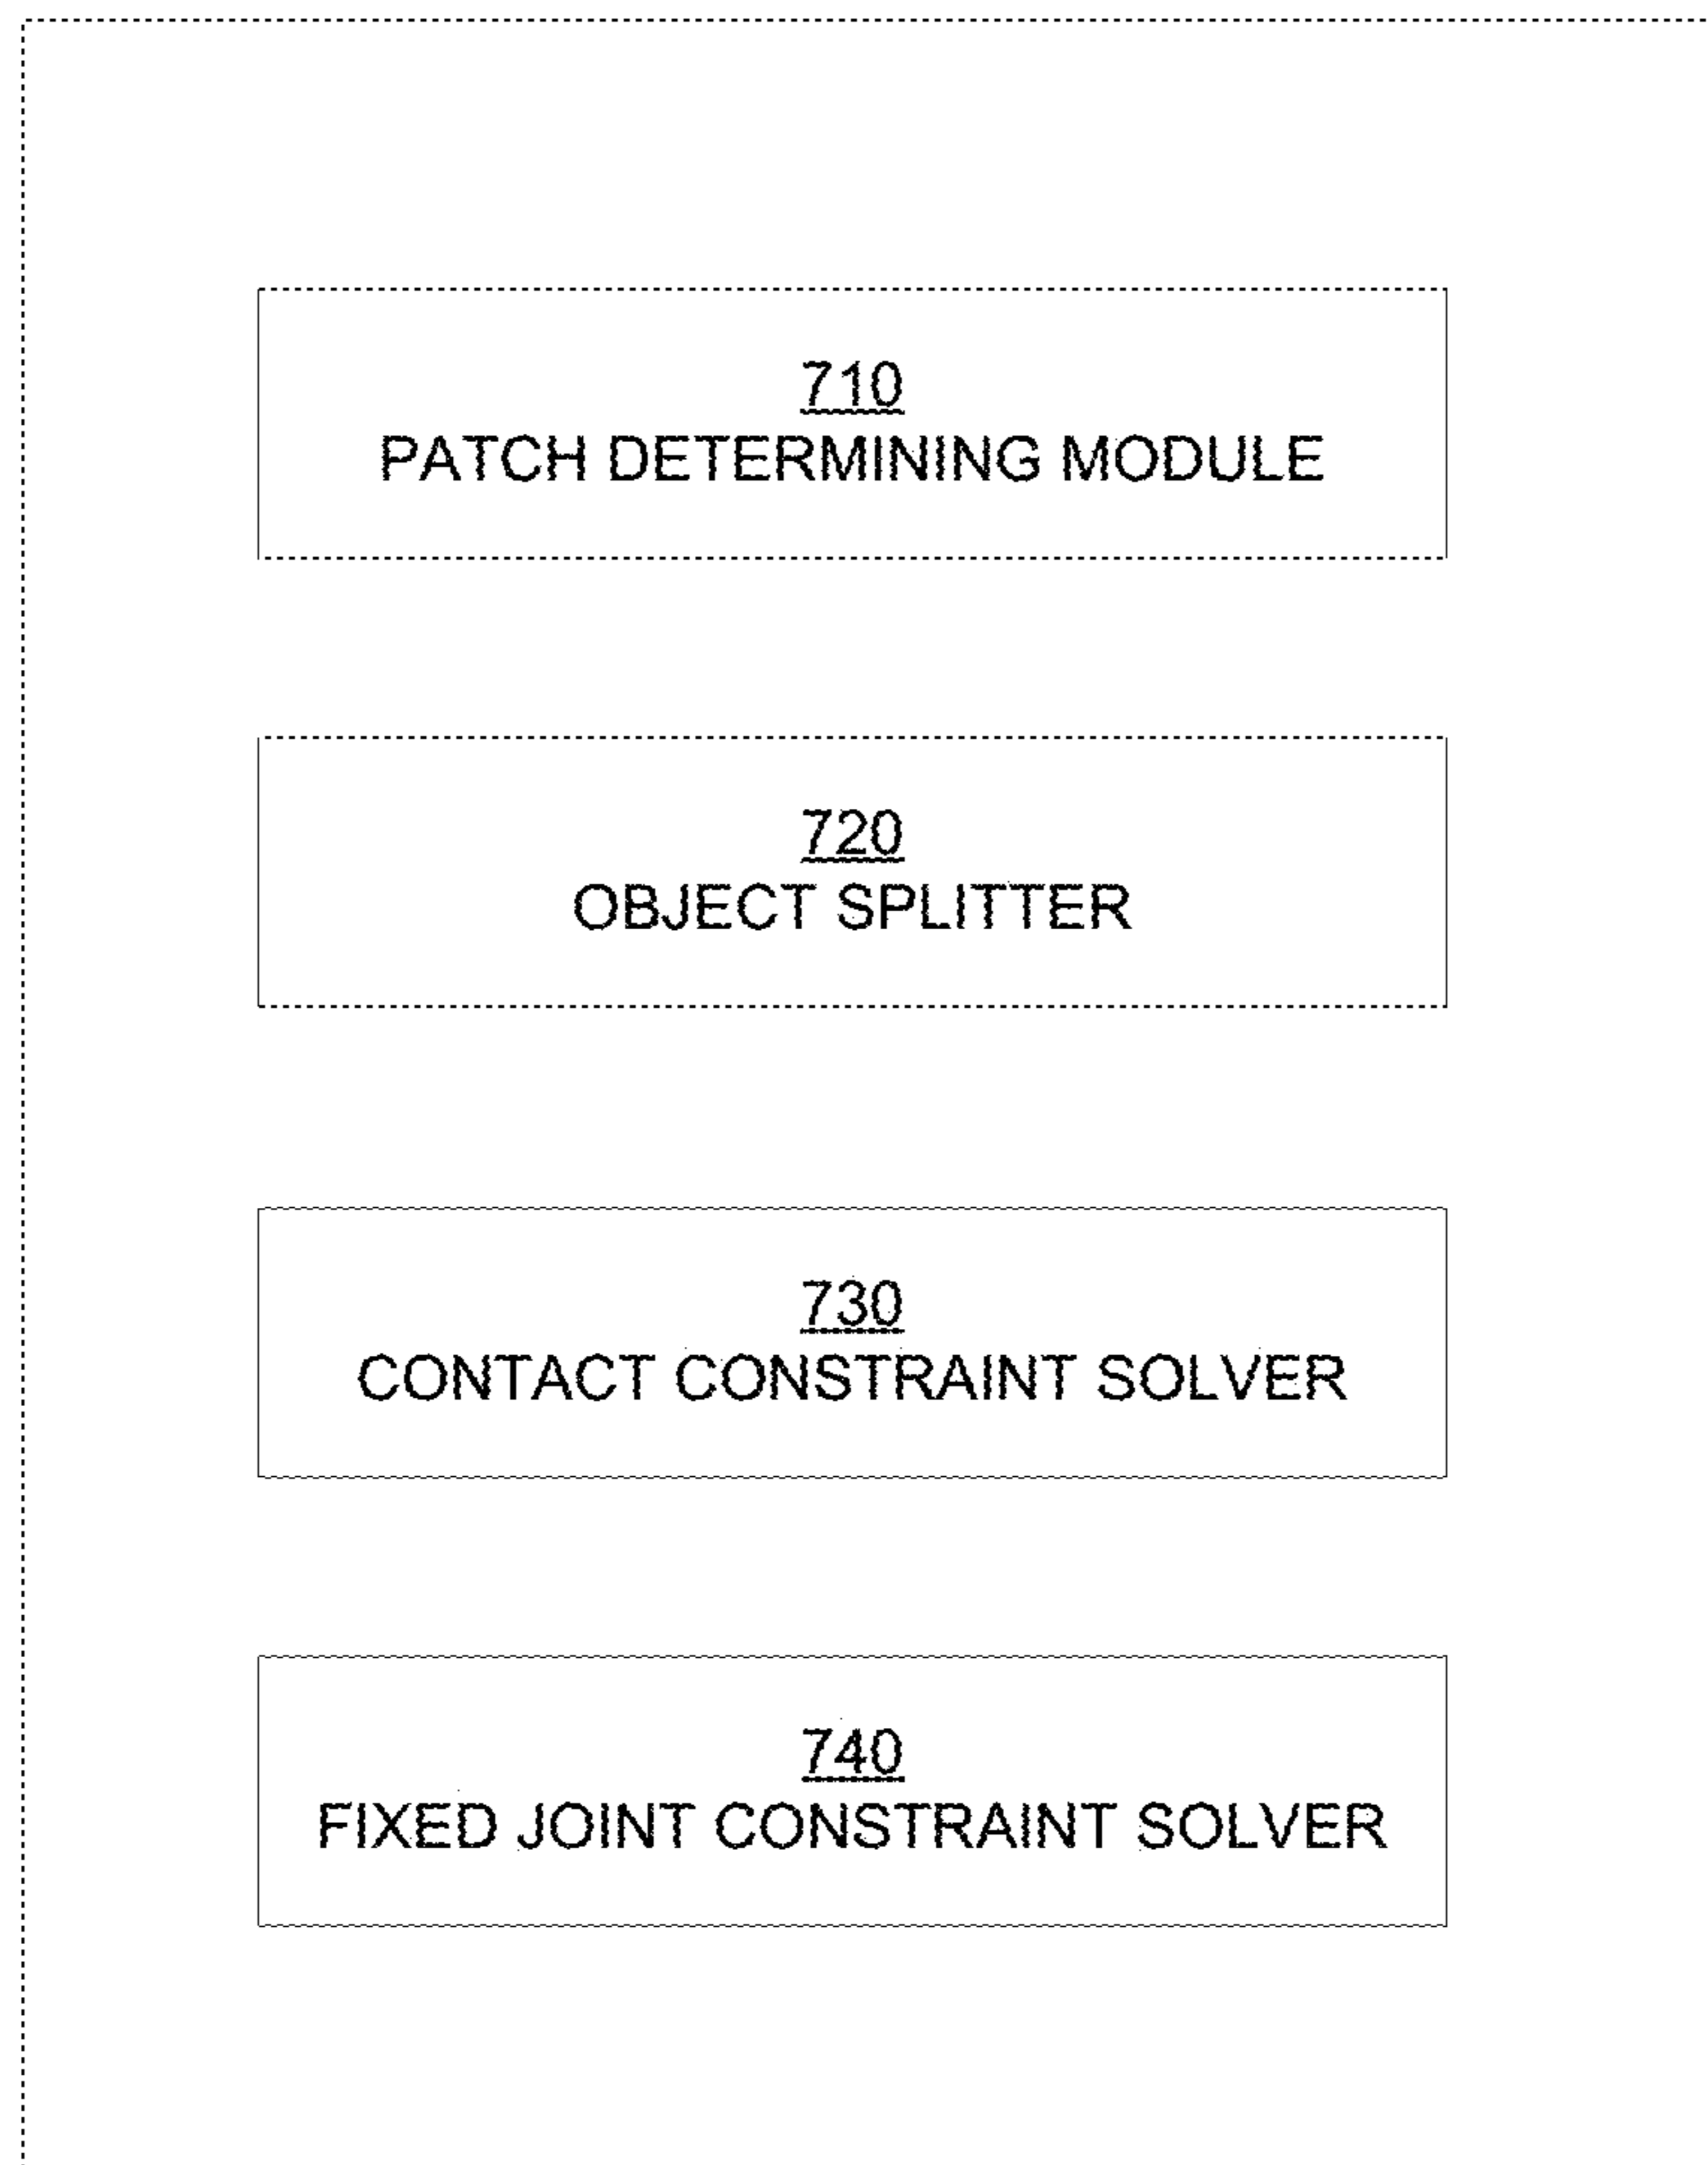 710
PATCH DETERMINING MODULE
720
OBJECT SPLITTER
730
CONTACT CONSTRAINT SOLVER
740
FIXED JOINT CONSTRAINT SOLVER